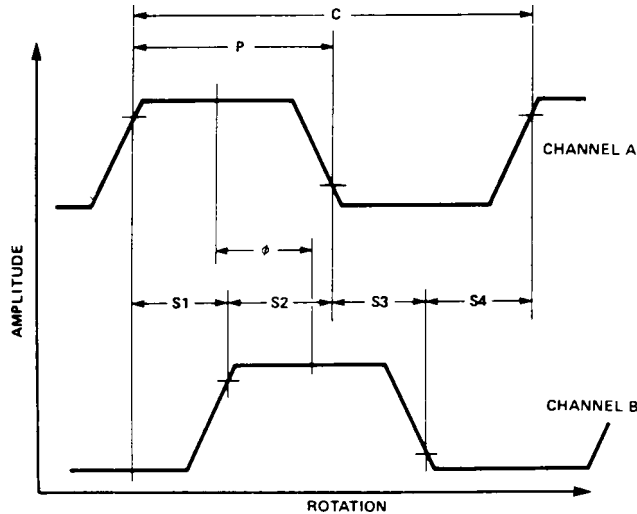 C
P
CHANNEL A
ϕ
S1 S2 S3 S4
AMPLITUDE
CHANNEL B
ROTATION